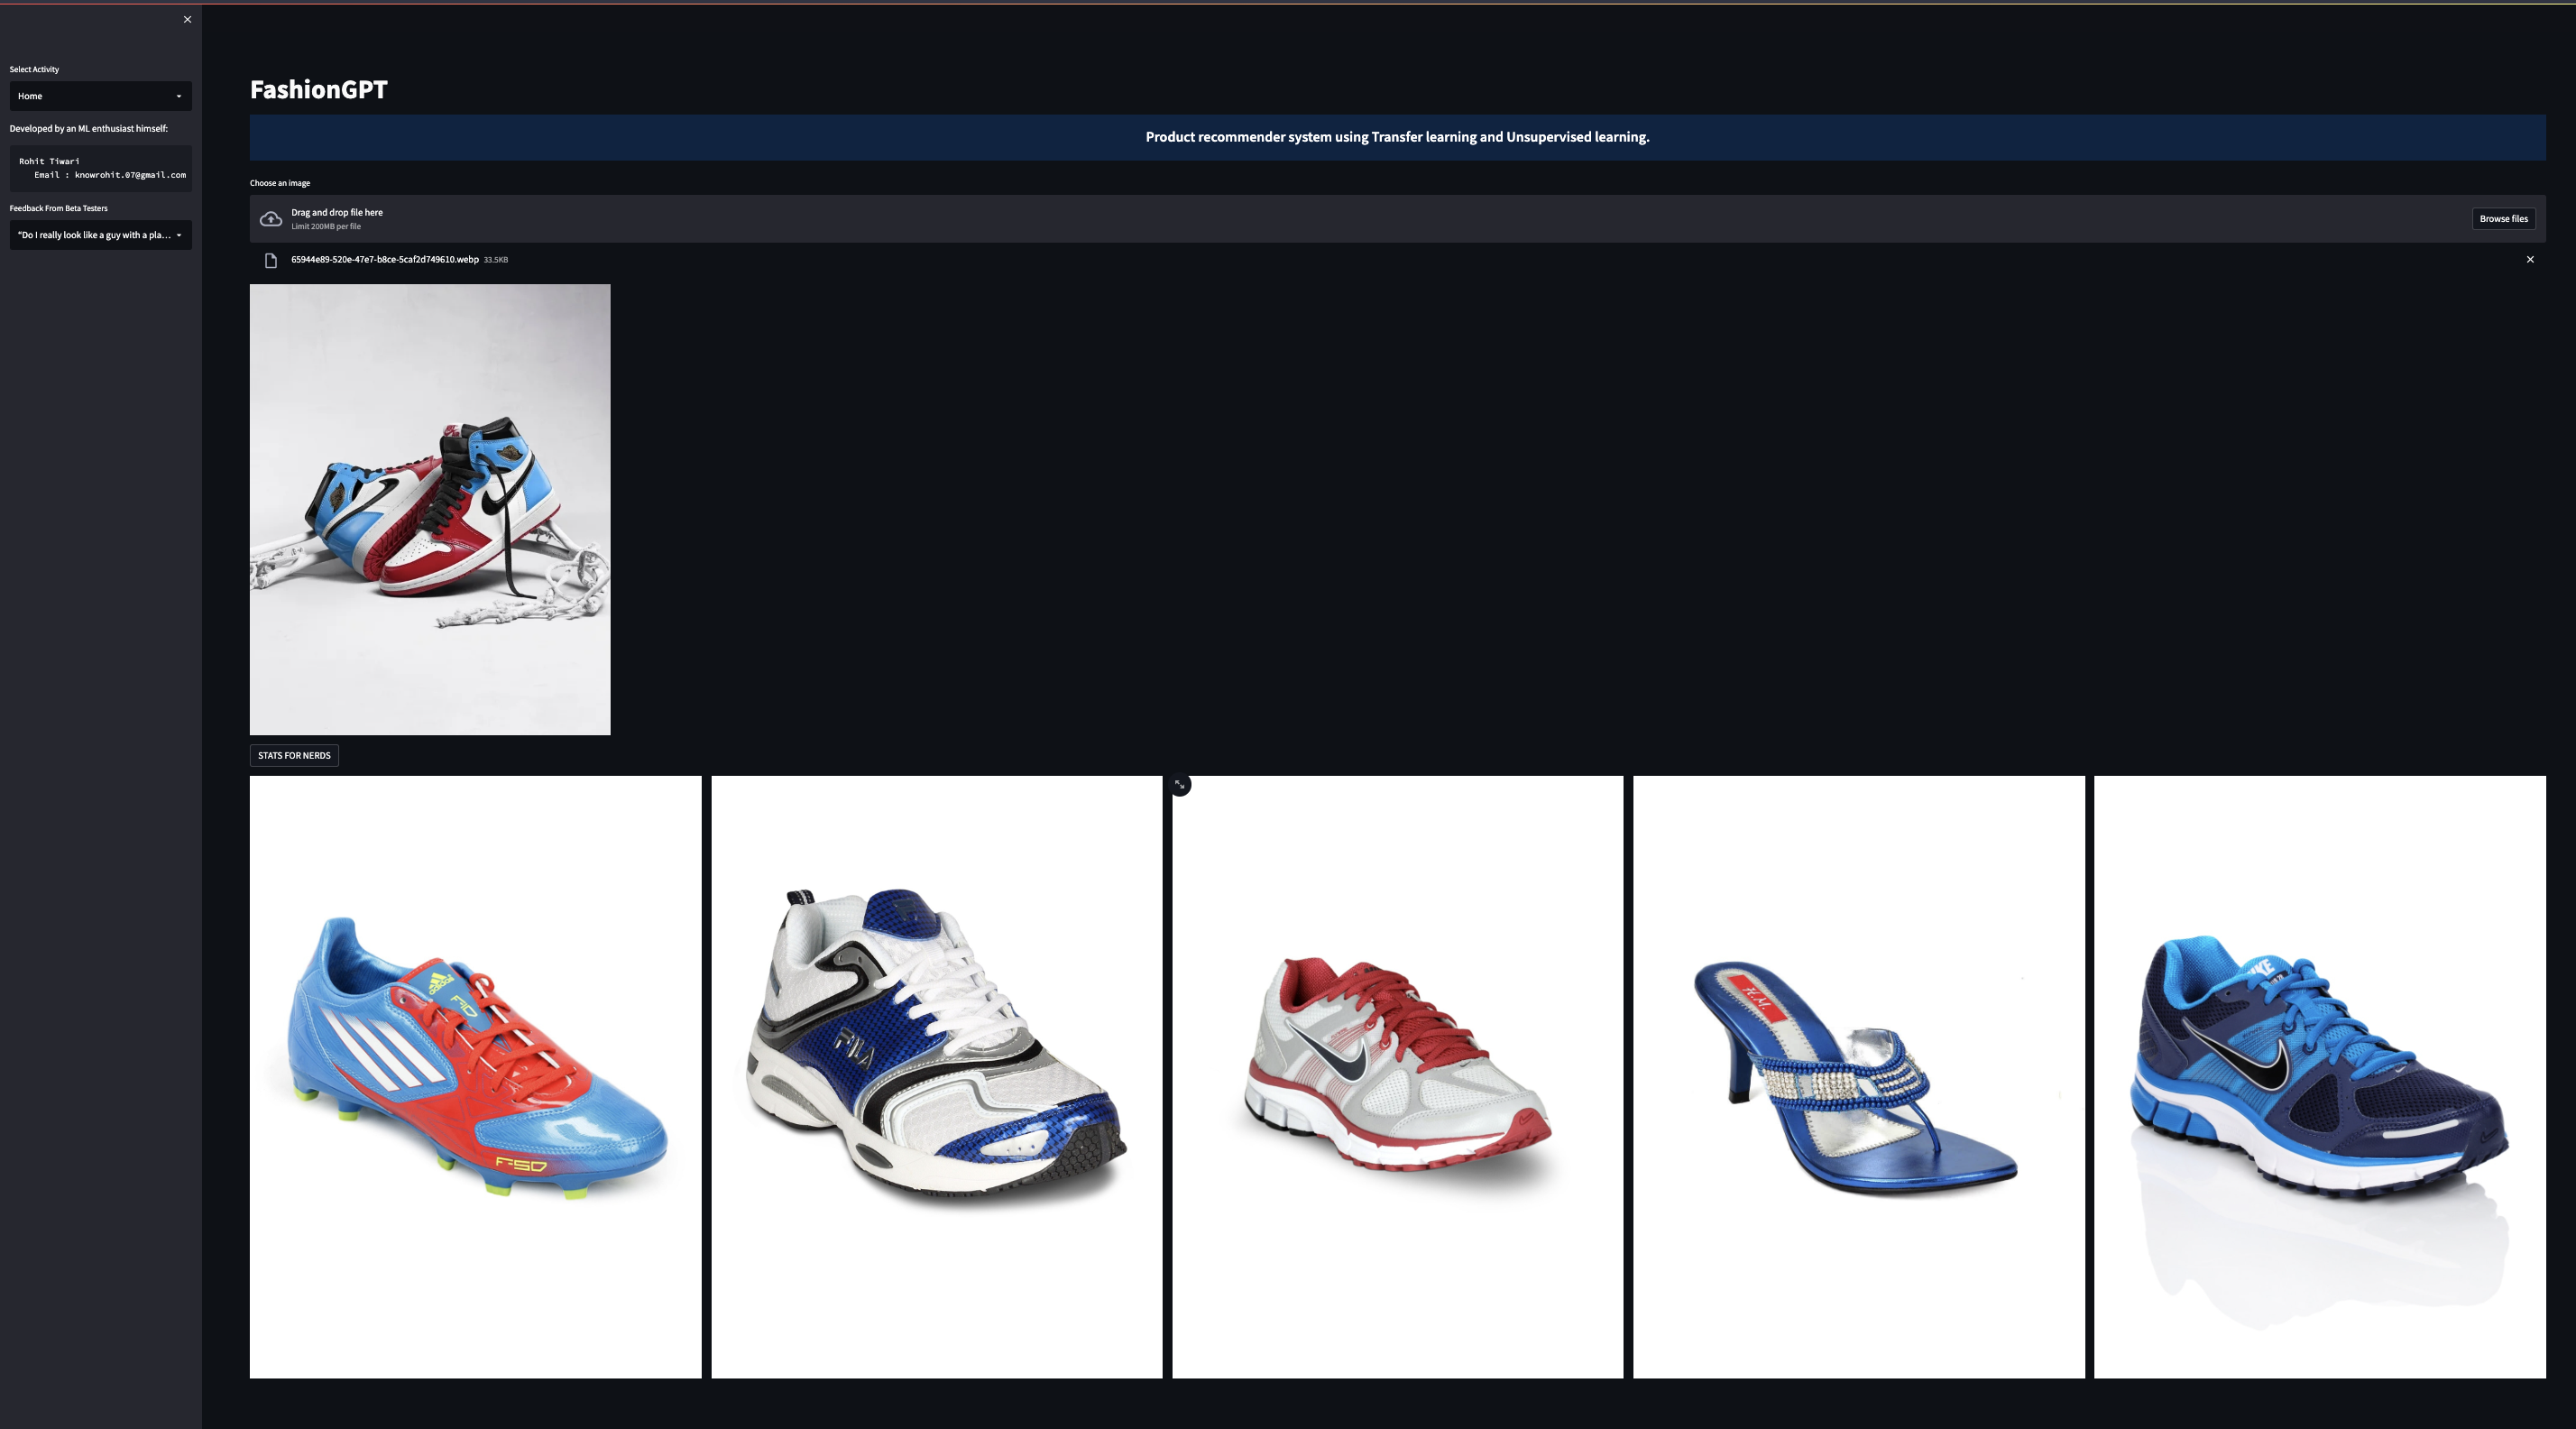 Select Activity
Home
Developed by an ML enthusiast himself:
Rohit Tiwari
Email : knowrohit.07@gmail.com
Feedback From Beta Testers
“Do I really look like a guy with a pla...
FashionGPT
Product recommender system using Transfer learning and Unsupervised learning.
Choose an image
Drag and drop file here
Limit 200MB per file
Browse files
65944e89-520e-47e7-b8ce-5caf2d749610.webp 33.5KB
STATS FOR NERDS
adidas
F10
F50
FILA
H.M.